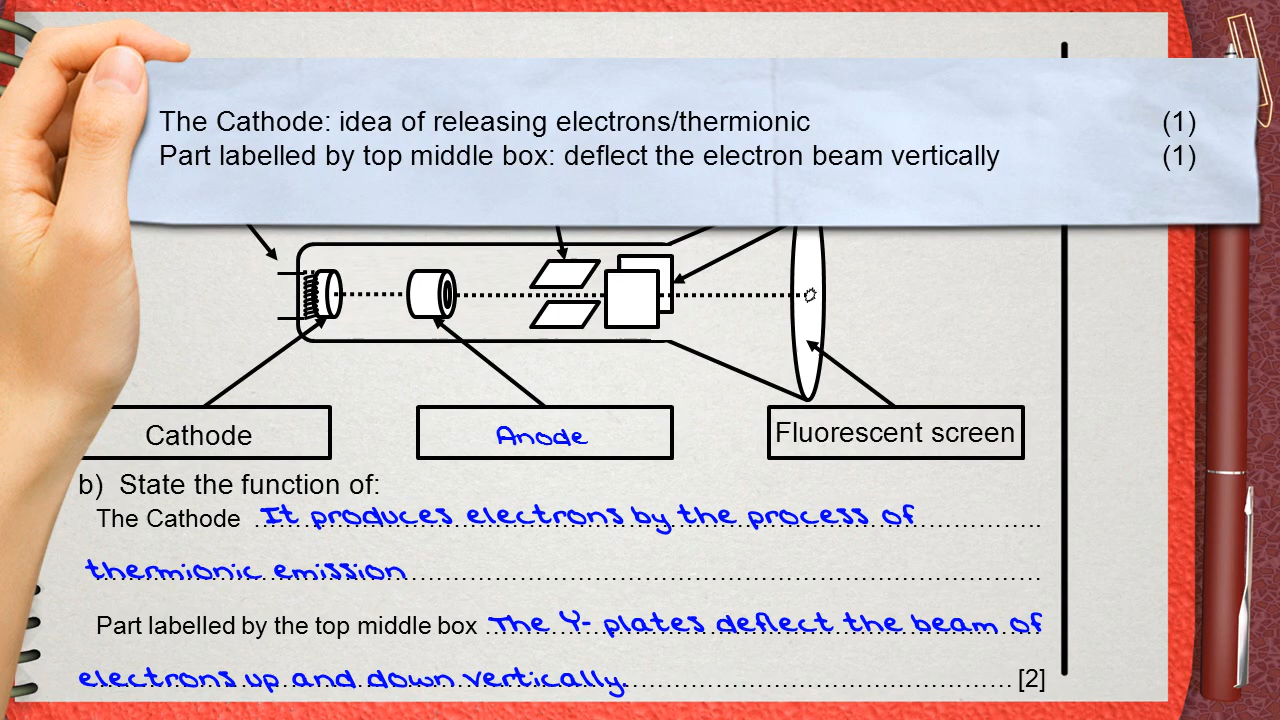 The Cathode: idea of releasing electrons/thermionic (1)
Part labelled by top middle box: deflect the electron beam vertically (1)
Cathode
Anode
Fluorescent screen
b) State the function of:
The Cathode It produces electrons by the process of
thermionic emission
Part labelled by the top middle box The Y- plates deflect the beam of
electrons up and down vertically. [2]